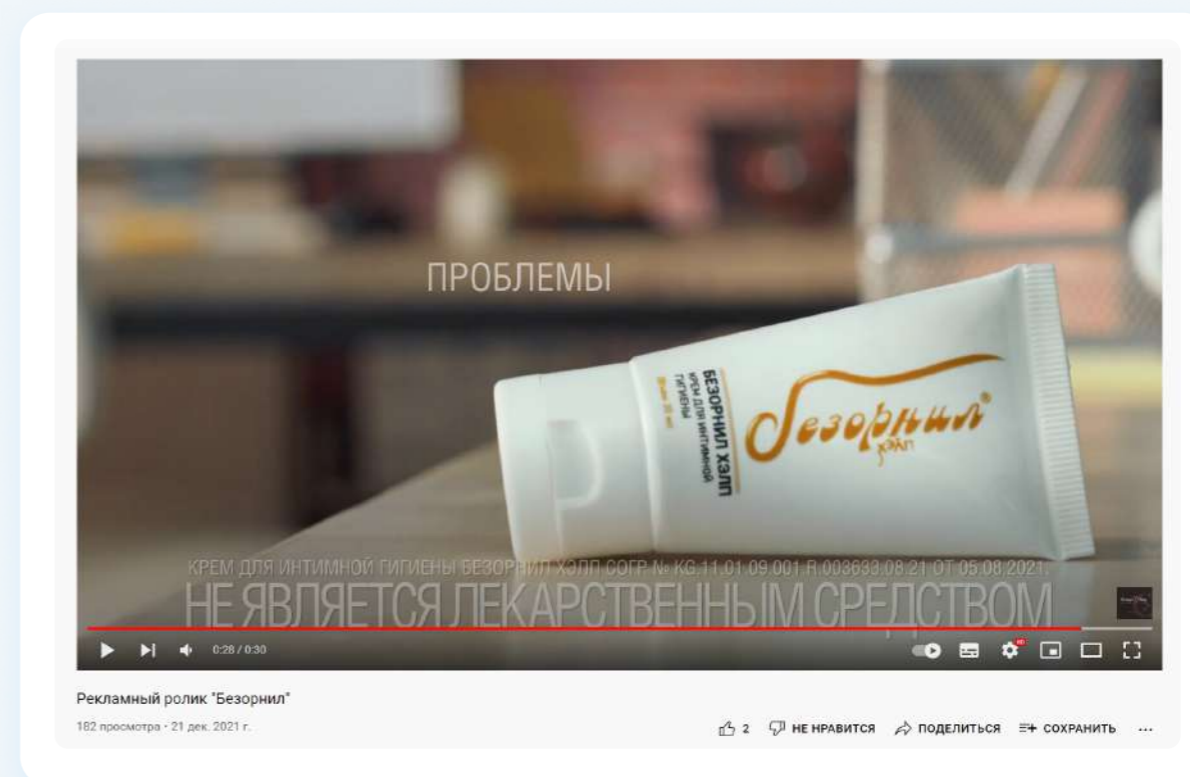 ПРОБЛЕМЫ
БЕЗОРНИЛ ХЭЛП
КРЕМ ДЛЯ ИНТИМНОЙ
ГИГИЕНЫ
Безорнил®
ХЭЛП
КРЕМ ДЛЯ ИНТИМНОЙ ГИГИЕНЫ БЕЗОРНИЛ ХЭЛП СОГР № KG.11.01.09.001.R.003633.08.21 ОТ 05.08.2021.
НЕ ЯВЛЯЕТСЯ ЛЕКАРСТВЕННЫМ СРЕДСТВОМ
0:28 / 0:30
HD
Рекламный ролик "Безорнил"
182 просмотра • 21 дек. 2021 г.
2 НЕ НРАВИТСЯ ПОДЕЛИТЬСЯ СОХРАНИТЬ ...